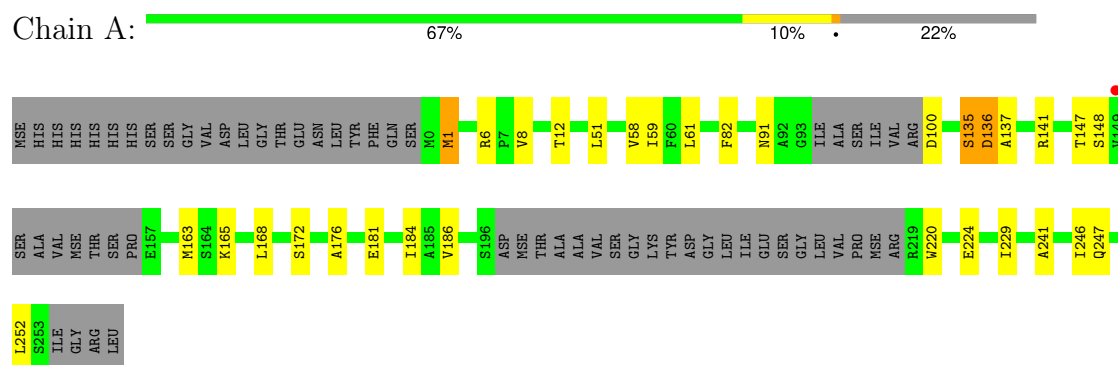 Chain A:
67% 10% • 22%
MSE HIS HIS HIS HIS HIS HIS SER SER GLY VAL ASP LEU GLY THR GLU ASN LEU TYR PHE GLN SER M0 M1 R6 P7 V8 T12 L51 V58 I59 F60 L61 F82 N91 A92 G93 ILE ALA SER ILE VAL ARG D100 S135 D136 A137 R141 T147 S148 V149
SER ALA VAL MSE THR SER PRO E157 M163 S164 K165 L168 S172 A176 E181 I184 A185 V186 S196 ASP MSE THR ALA ALA VAL SER GLY LYS TYR ASP GLY LEU ILE GLU SER GLY LEU VAL PRO MSE ARG R219 W220 E224 I229 A241 I246 Q247
L252 S253 ILE GLY ARG LEU